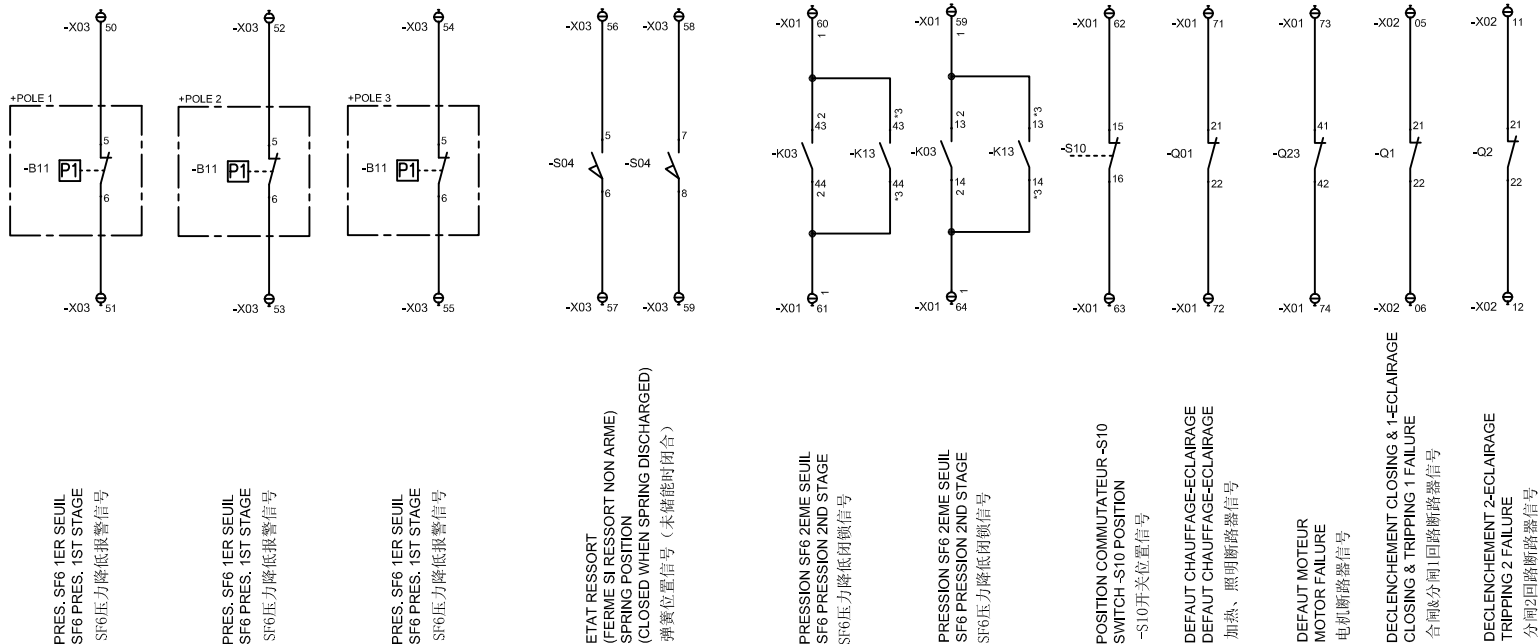 -X03 50
-X03 52
-X03 54
-X03 56
-X03 58
-X01 60
1
-X01 59
1
-X01 62
-X01 71
-X01 73
-X02 05
-X02 11
+POLE 1
+POLE 2
+POLE 3
5
-B11 P1
6
5
-B11 P1
6
5
-B11 P1
6
5
-S04
6
7
-S04
8
2
43
-K03
44
2
*3
43
-K13
44
*3
2
13
-K03
14
2
*3
13
-K13
14
*3
15
-S10
16
21
-Q01
22
41
-Q23
42
21
-Q1
22
21
-Q2
22
-X03 51
-X03 53
-X03 55
-X03 57
-X03 59
1
-X01 61
1
-X01 64
-X01 63
-X01 72
-X01 74
-X02 06
-X02 12
PRES. SF6 1ER SEUIL
SF6 PRES. 1ST STAGE
SF6压力降低报警信号
PRES. SF6 1ER SEUIL
SF6 PRES. 1ST STAGE
SF6压力降低报警信号
PRES. SF6 1ER SEUIL
SF6 PRES. 1ST STAGE
SF6压力降低报警信号
ETAT RESSORT
(FERME SI RESSORT NON ARME)
SPRING POSITION
(CLOSED WHEN SPRING DISCHARGED)
弹簧位置信号（未储能时闭合）
PRESSION SF6 2EME SEUIL
SF6 PRESSION 2ND STAGE
SF6压力降低闭锁信号
PRESSION SF6 2EME SEUIL
SF6 PRESSION 2ND STAGE
SF6压力降低闭锁信号
POSITION COMMUTATEUR -S10
SWITCH -S10 POSITION
-S10开关位置信号
DEFAUT CHAUFFAGE-ECLAIRAGE
DEFAUT CHAUFFAGE-ECLAIRAGE
加热、照明断路器信号
DEFAUT MOTEUR
MOTOR FAILURE
电机断路器信号
DECLENCHEMENT CLOSING & 1-ECLAIRAGE
CLOSING & TRIPPING 1 FAILURE
合闸&分闸1回路断路器信号
DECLENCHEMENT 2-ECLAIRAGE
TRIPPING 2 FAILURE
分闸2回路断路器信号